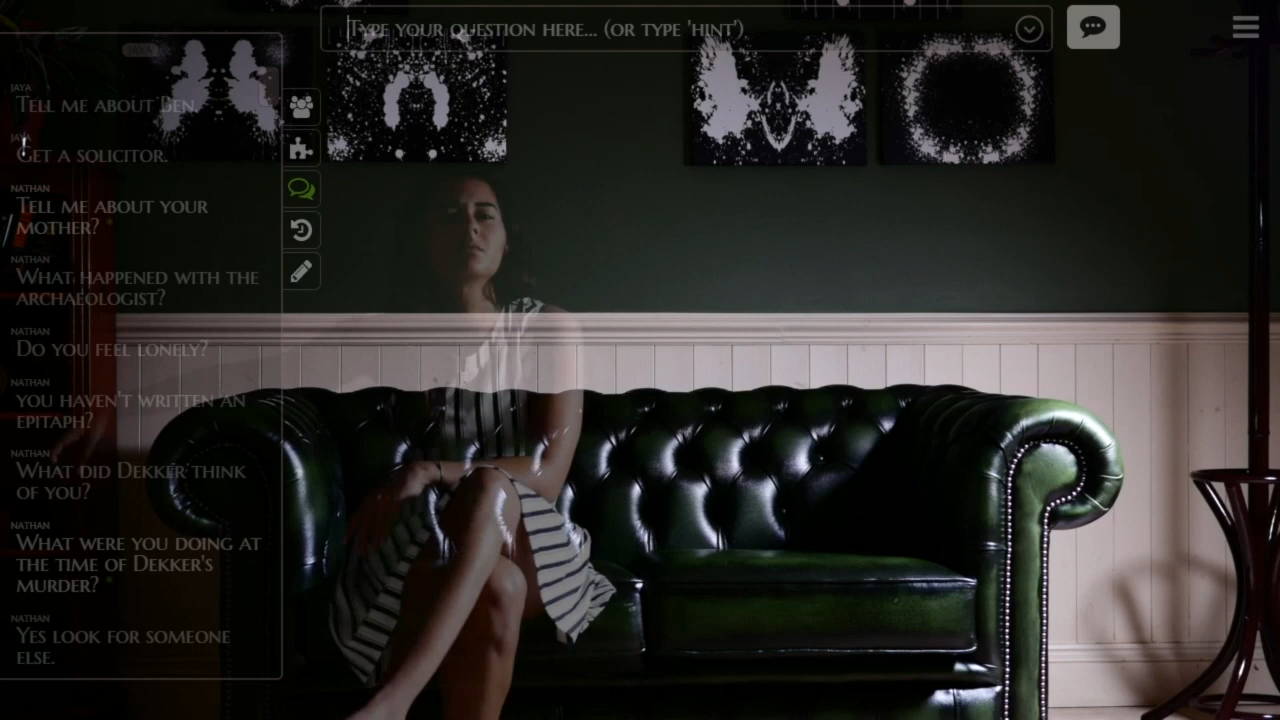 Type your question here... (or type 'hint')
JAYA
JAYA
Tell me about Ben.
JAYA
Get a solicitor.
NATHAN
Tell me about your
mother?
NATHAN
What happened with the
archaeologist?
NATHAN
Do you feel lonely?
NATHAN
you haven't written an
epitaph?
NATHAN
What did Dekker think
of you?
NATHAN
What were you doing at
the time of Dekker's
murder?
NATHAN
Yes look for someone
else.